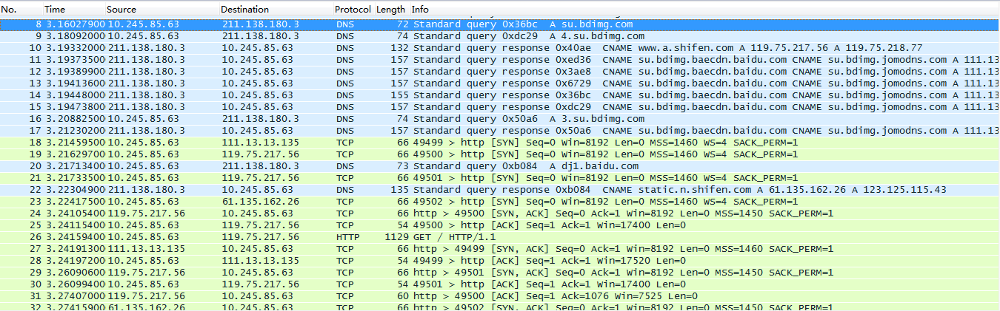 No. Time Source Destination Protocol Length Info
8 3.16027900 10.245.85.63 211.138.180.3 DNS 72 Standard query 0x36bc A su.bdimg.com
9 3.18092000 10.245.85.63 211.138.180.3 DNS 74 Standard query 0xdc29 A 4.su.bdimg.com
10 3.19332000 211.138.180.3 10.245.85.63 DNS 132 Standard query response 0x40ae CNAME www.a.shifen.com A 119.75.217.56 A 119.75.218.77
11 3.19373500 211.138.180.3 10.245.85.63 DNS 157 Standard query response 0xed36 CNAME su.bdimg.baecdn.baidu.com CNAME su.bdimg.jomodns.com A 111.13
12 3.19389900 211.138.180.3 10.245.85.63 DNS 157 Standard query response 0x3ae8 CNAME su.bdimg.baecdn.baidu.com CNAME su.bdimg.jomodns.com A 111.13
13 3.19413600 211.138.180.3 10.245.85.63 DNS 157 Standard query response 0x6729 CNAME su.bdimg.baecdn.baidu.com CNAME su.bdimg.jomodns.com A 111.13
14 3.19448000 211.138.180.3 10.245.85.63 DNS 155 Standard query response 0x36bc CNAME su.bdimg.baecdn.baidu.com CNAME su.bdimg.jomodns.com A 111.13
15 3.19473800 211.138.180.3 10.245.85.63 DNS 157 Standard query response 0xdc29 CNAME su.bdimg.baecdn.baidu.com CNAME su.bdimg.jomodns.com A 111.13
16 3.20882500 10.245.85.63 211.138.180.3 DNS 74 Standard query 0x50a6 A 3.su.bdimg.com
17 3.21230200 211.138.180.3 10.245.85.63 DNS 157 Standard query response 0x50a6 CNAME su.bdimg.baecdn.baidu.com CNAME su.bdimg.jomodns.com A 111.13
18 3.21459500 10.245.85.63 111.13.13.135 TCP 66 49499 > http [SYN] Seq=0 Win=8192 Len=0 MSS=1460 WS=4 SACK_PERM=1
19 3.21629700 10.245.85.63 119.75.217.56 TCP 66 49500 > http [SYN] Seq=0 Win=8192 Len=0 MSS=1460 WS=4 SACK_PERM=1
20 3.21713400 10.245.85.63 211.138.180.3 DNS 73 Standard query 0xb084 A dj1.baidu.com
21 3.21733500 10.245.85.63 119.75.217.56 TCP 66 49501 > http [SYN] Seq=0 Win=8192 Len=0 MSS=1460 WS=4 SACK_PERM=1
22 3.22304900 211.138.180.3 10.245.85.63 DNS 135 Standard query response 0xb084 CNAME static.n.shifen.com A 61.135.162.26 A 123.125.115.43
23 3.22417500 10.245.85.63 61.135.162.26 TCP 66 49502 > http [SYN] Seq=0 Win=8192 Len=0 MSS=1460 WS=4 SACK_PERM=1
24 3.24105400 119.75.217.56 10.245.85.63 TCP 66 http > 49500 [SYN, ACK] Seq=0 Ack=1 Win=8192 Len=0 MSS=1450 SACK_PERM=1
25 3.24115400 10.245.85.63 119.75.217.56 TCP 54 49500 > http [ACK] Seq=1 Ack=1 Win=17400 Len=0
26 3.24159400 10.245.85.63 119.75.217.56 HTTP 1129 GET / HTTP/1.1
27 3.24191300 111.13.13.135 10.245.85.63 TCP 66 http > 49499 [SYN, ACK] Seq=0 Ack=1 Win=8192 Len=0 MSS=1460 SACK_PERM=1
28 3.24197200 10.245.85.63 111.13.13.135 TCP 54 49499 > http [ACK] Seq=1 Ack=1 Win=17520 Len=0
29 3.26090600 119.75.217.56 10.245.85.63 TCP 66 http > 49501 [SYN, ACK] Seq=0 Ack=1 Win=8192 Len=0 MSS=1450 SACK_PERM=1
30 3.26099400 10.245.85.63 119.75.217.56 TCP 54 49501 > http [ACK] Seq=1 Ack=1 Win=17400 Len=0
31 3.27407000 119.75.217.56 10.245.85.63 TCP 60 http > 49500 [ACK] Seq=1 Ack=1076 Win=7525 Len=0
32 3.27415900 61.135.162.26 10.245.85.63 TCP 66 http > 49502 [SYN, ACK] Seq=0 Ack=1 Win=8192 Len=0 MSS=1450 SACK_PERM=1